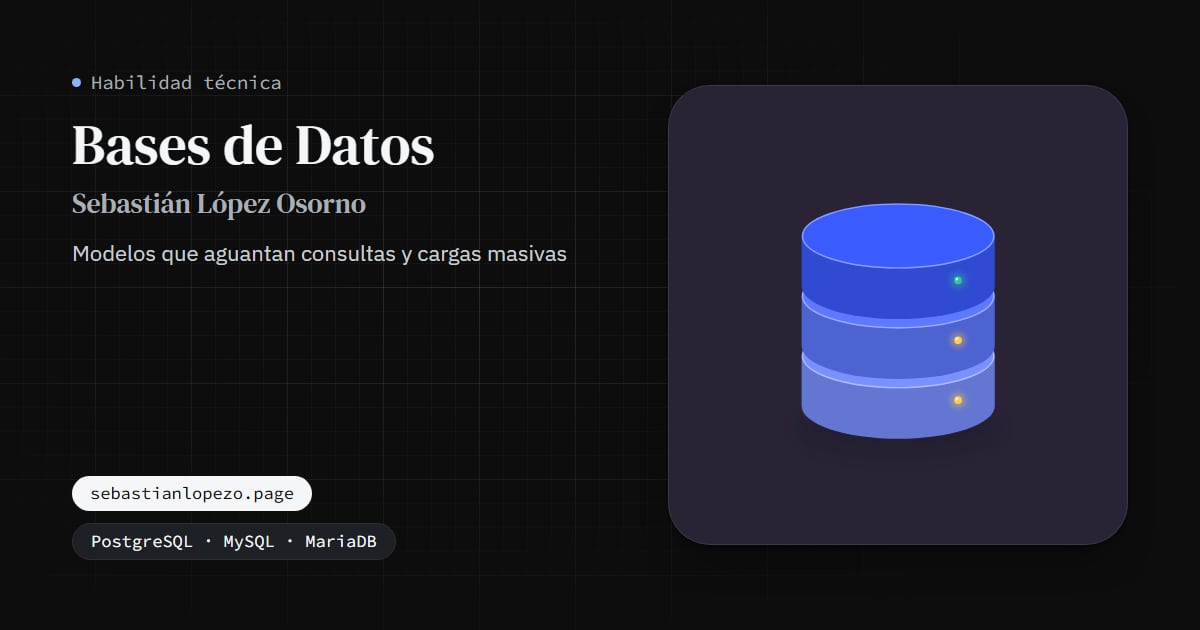 Habilidad técnica
Bases de Datos
Sebastián López Osorno
Modelos que aguantan consultas y cargas masivas
sebastianlopezo.page
PostgreSQL · MySQL · MariaDB